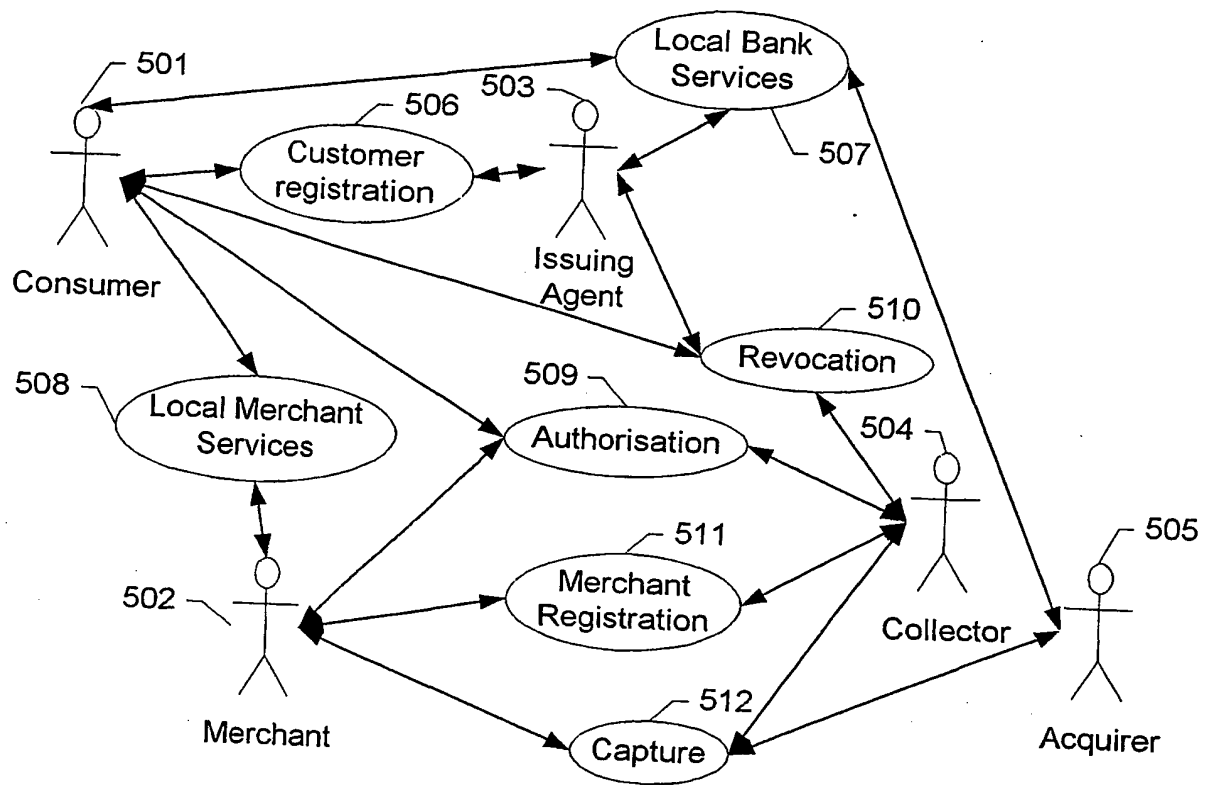 Local Bank
Services
501
503
506
507
Customer
registration
Consumer
Issuing
Agent
510
Revocation
508
509
Local Merchant
Services
Authorisation
504
511
505
Merchant
Registration
502
Collector
512
Merchant
Capture
Acquirer